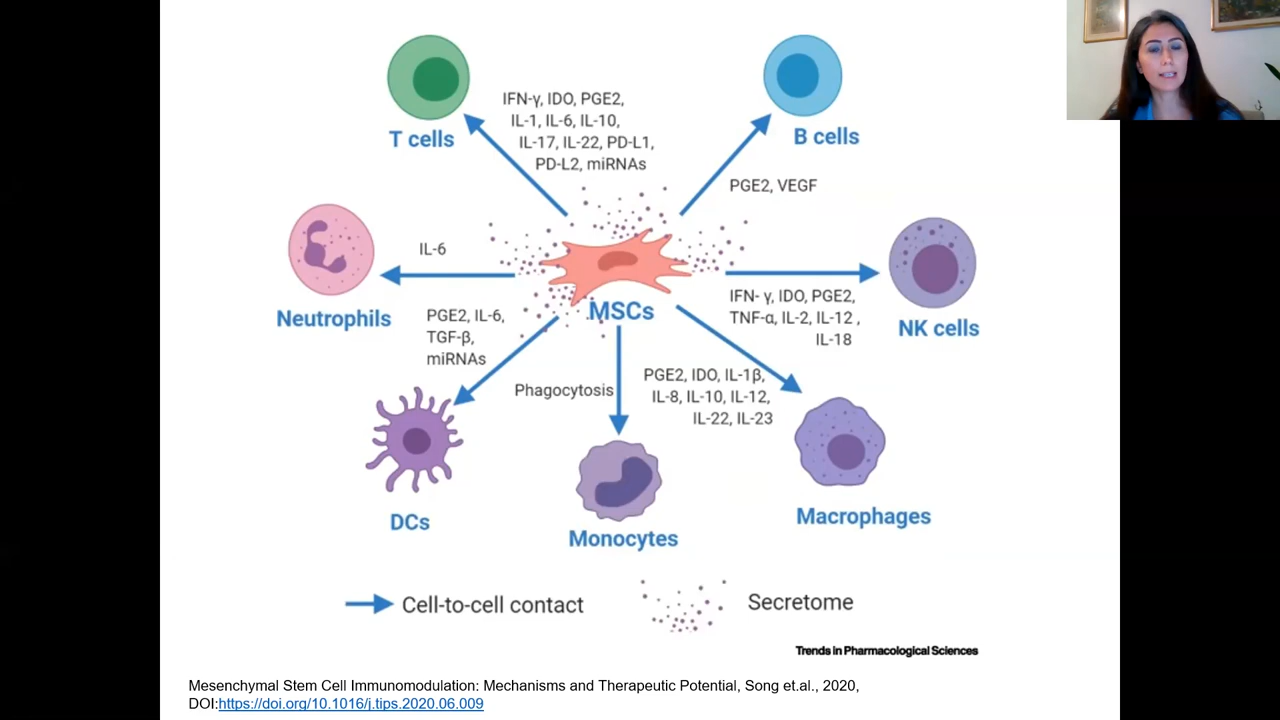 IFN-γ, IDO, PGE2,
IL-1, IL-6, IL-10,
IL-17, IL-22, PD-L1,
PD-L2, miRNAs
T cells
B cells
PGE2, VEGF
IL-6
Neutrophils
MSCs
IFN- γ, IDO, PGE2,
TNF-α, IL-2, IL-12 ,
IL-18
NK cells
PGE2, IL-6,
TGF-β,
miRNAs
Phagocytosis
PGE2, IDO, IL-1β,
IL-8, IL-10, IL-12,
IL-22, IL-23
DCs
Monocytes
Macrophages
Cell-to-cell contact
Secretome
Trends in Pharmacological Sciences
Mesenchymal Stem Cell Immunomodulation: Mechanisms and Therapeutic Potential, Song et.al., 2020,
DOI:https://doi.org/10.1016/j.tips.2020.06.009